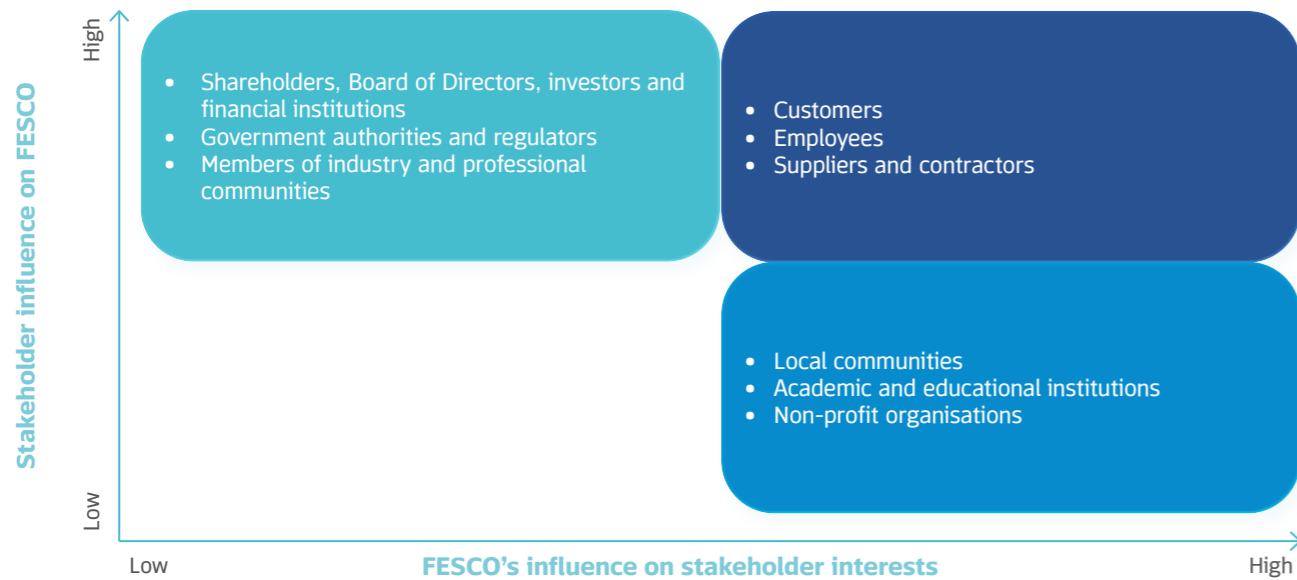 High
Stakeholder influence on FESCO
Low
• Shareholders, Board of Directors, investors and
financial institutions
• Government authorities and regulators
• Members of industry and professional
communities
• Customers
• Employees
• Suppliers and contractors
• Local communities
• Academic and educational institutions
• Non-profit organisations
Low
FESCO's influence on stakeholder interests
High